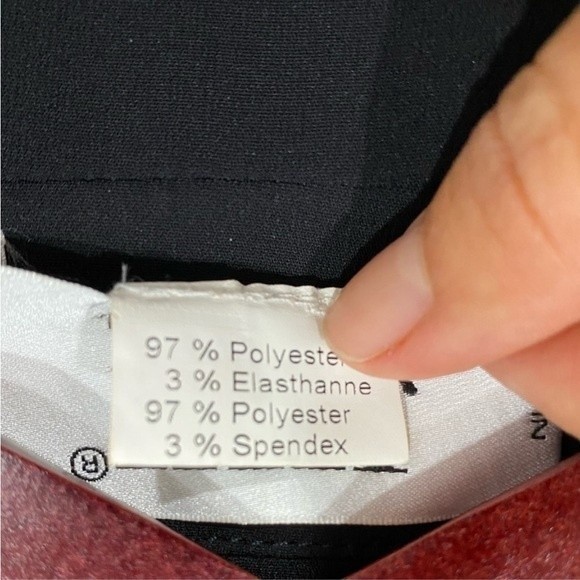 97 % Polyester
3 % Elasthanne
97 % Polyester
3 % Spendex
®